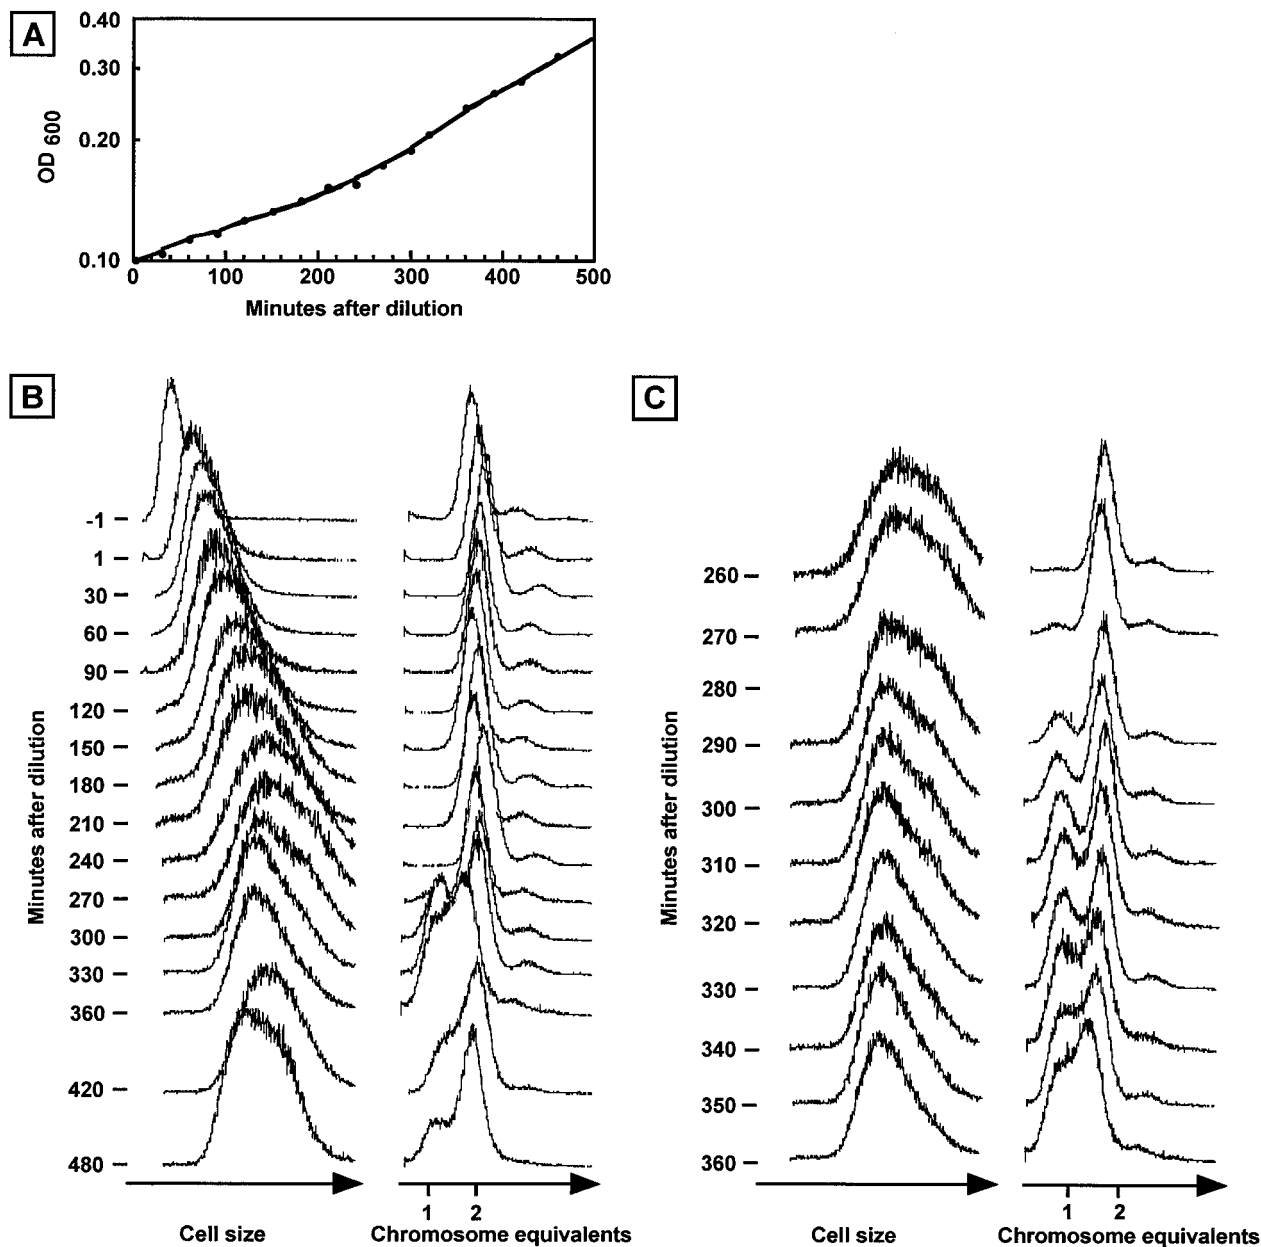 A
0.40
0.30
0.20
0.10
OD 600
0 100 200 300 400 500
Minutes after dilution
B
-1
1
30
60
90
120
150
180
210
240
270
300
330
360
420
480
Minutes after dilution
1 2
Cell size
Chromosome equivalents
C
260
270
280
290
300
310
320
330
340
350
360
Minutes after dilution
1 2
Cell size
Chromosome equivalents